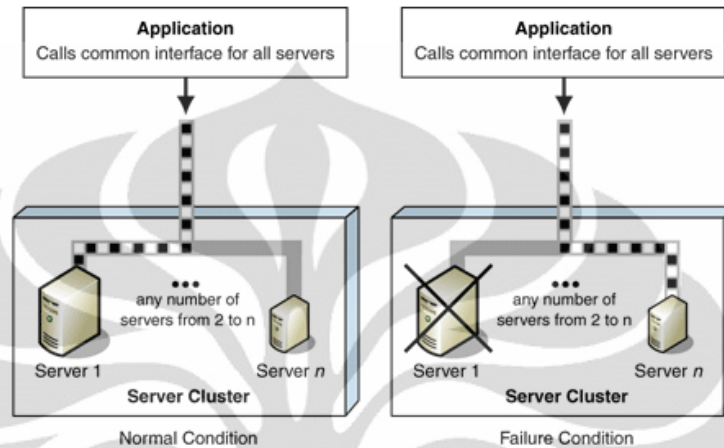 Application
Calls common interface for all servers
•••
any number of
servers from 2 to n
Server 1
Server n
Server Cluster
Normal Condition
Application
Calls common interface for all servers
•••
any number of
servers from 2 to n
Server 1
Server n
Server Cluster
Failure Condition